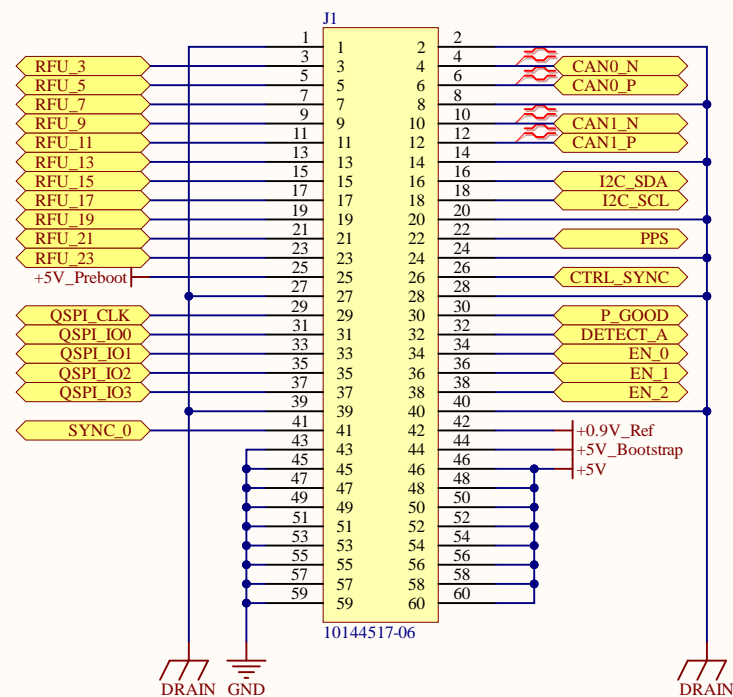 J1
1 1 2 2
RFU_3 3 3 4 4 CAN0_N
RFU_5 5 5 6 6 CAN0_P
RFU_7 7 7 8 8
RFU_9 9 9 10 10 CAN1_N
RFU_11 11 11 12 12 CAN1_P
RFU_13 13 13 14 14
RFU_15 15 15 16 16 I2C_SDA
RFU_17 17 17 18 18 I2C_SCL
RFU_19 19 19 20 20
RFU_21 21 21 22 22 PPS
RFU_23 23 23 24 24
+5V_Preboot 25 25 26 26 CTRL_SYNC
27 27 28 28
QSPI_CLK 29 29 30 30 P_GOOD
QSPI_IO0 31 31 32 32 DETECT_A
QSPI_IO1 33 33 34 34 EN_0
QSPI_IO2 35 35 36 36 EN_1
QSPI_IO3 37 37 38 38 EN_2
39 39 40 40
SYNC_0 41 41 42 42 +0.9V_Ref
43 43 44 44 +5V_Bootstrap
45 45 46 46 +5V
47 47 48 48
49 49 50 50
51 51 52 52
53 53 54 54
55 55 56 56
57 57 58 58
59 59 60 60
10144517-06
DRAIN GND DRAIN